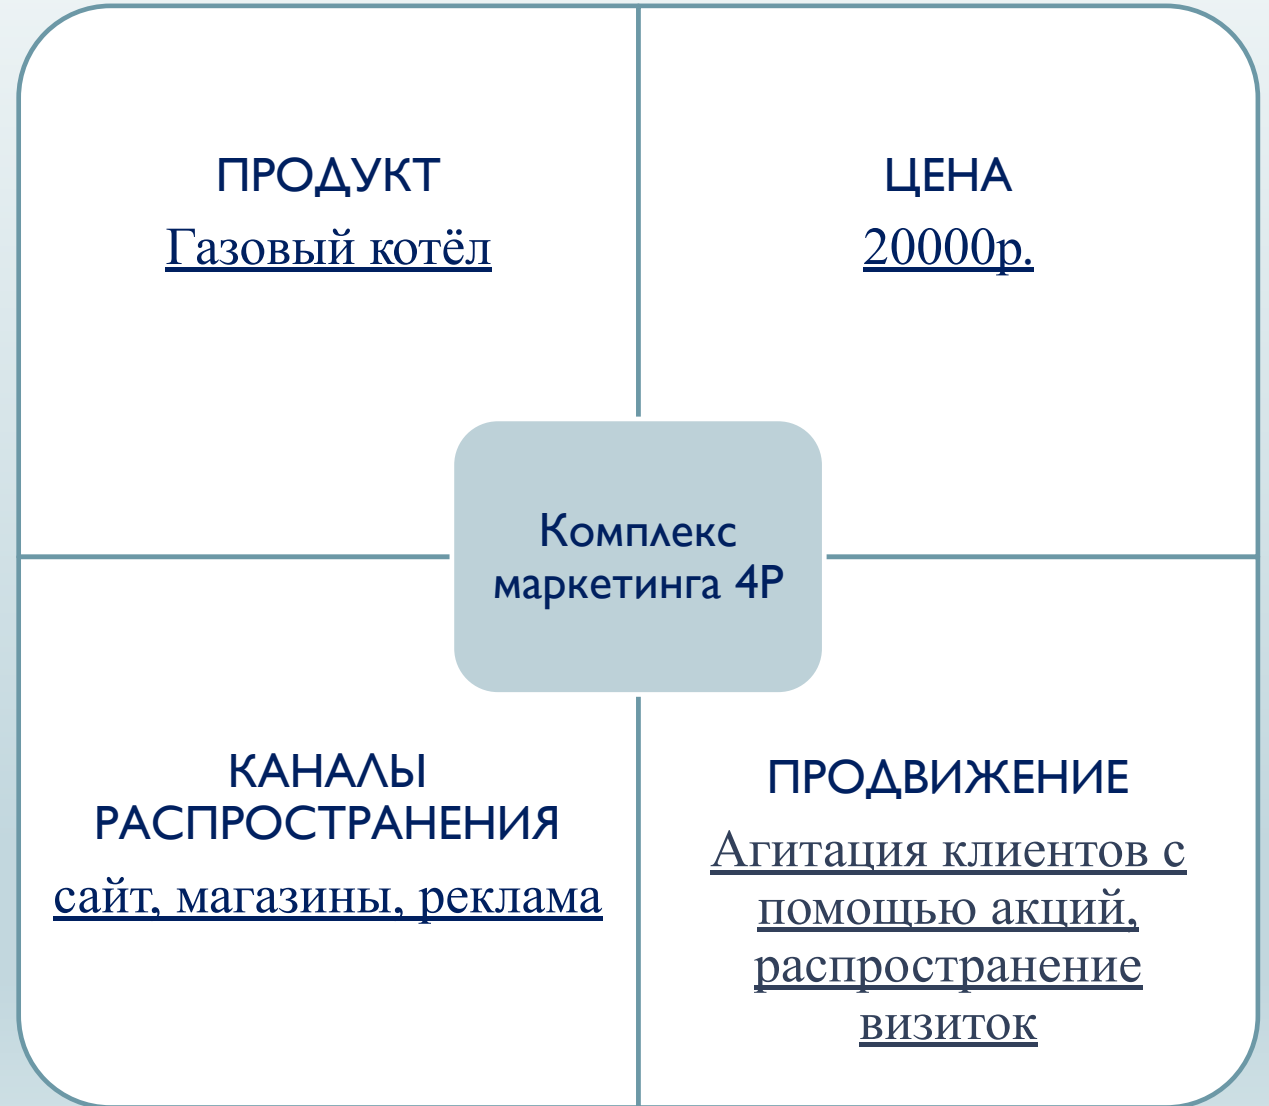 ПРОДУКТ
Газовый котёл
ЦЕНА
20000р.
Комплекс
маркетинга 4P
КАНАЛЫ
РАСПРОСТРАНЕНИЯ
сайт, магазины, реклама
ПРОДВИЖЕНИЕ
Агитация клиентов с
помощью акций,
распространение
визиток